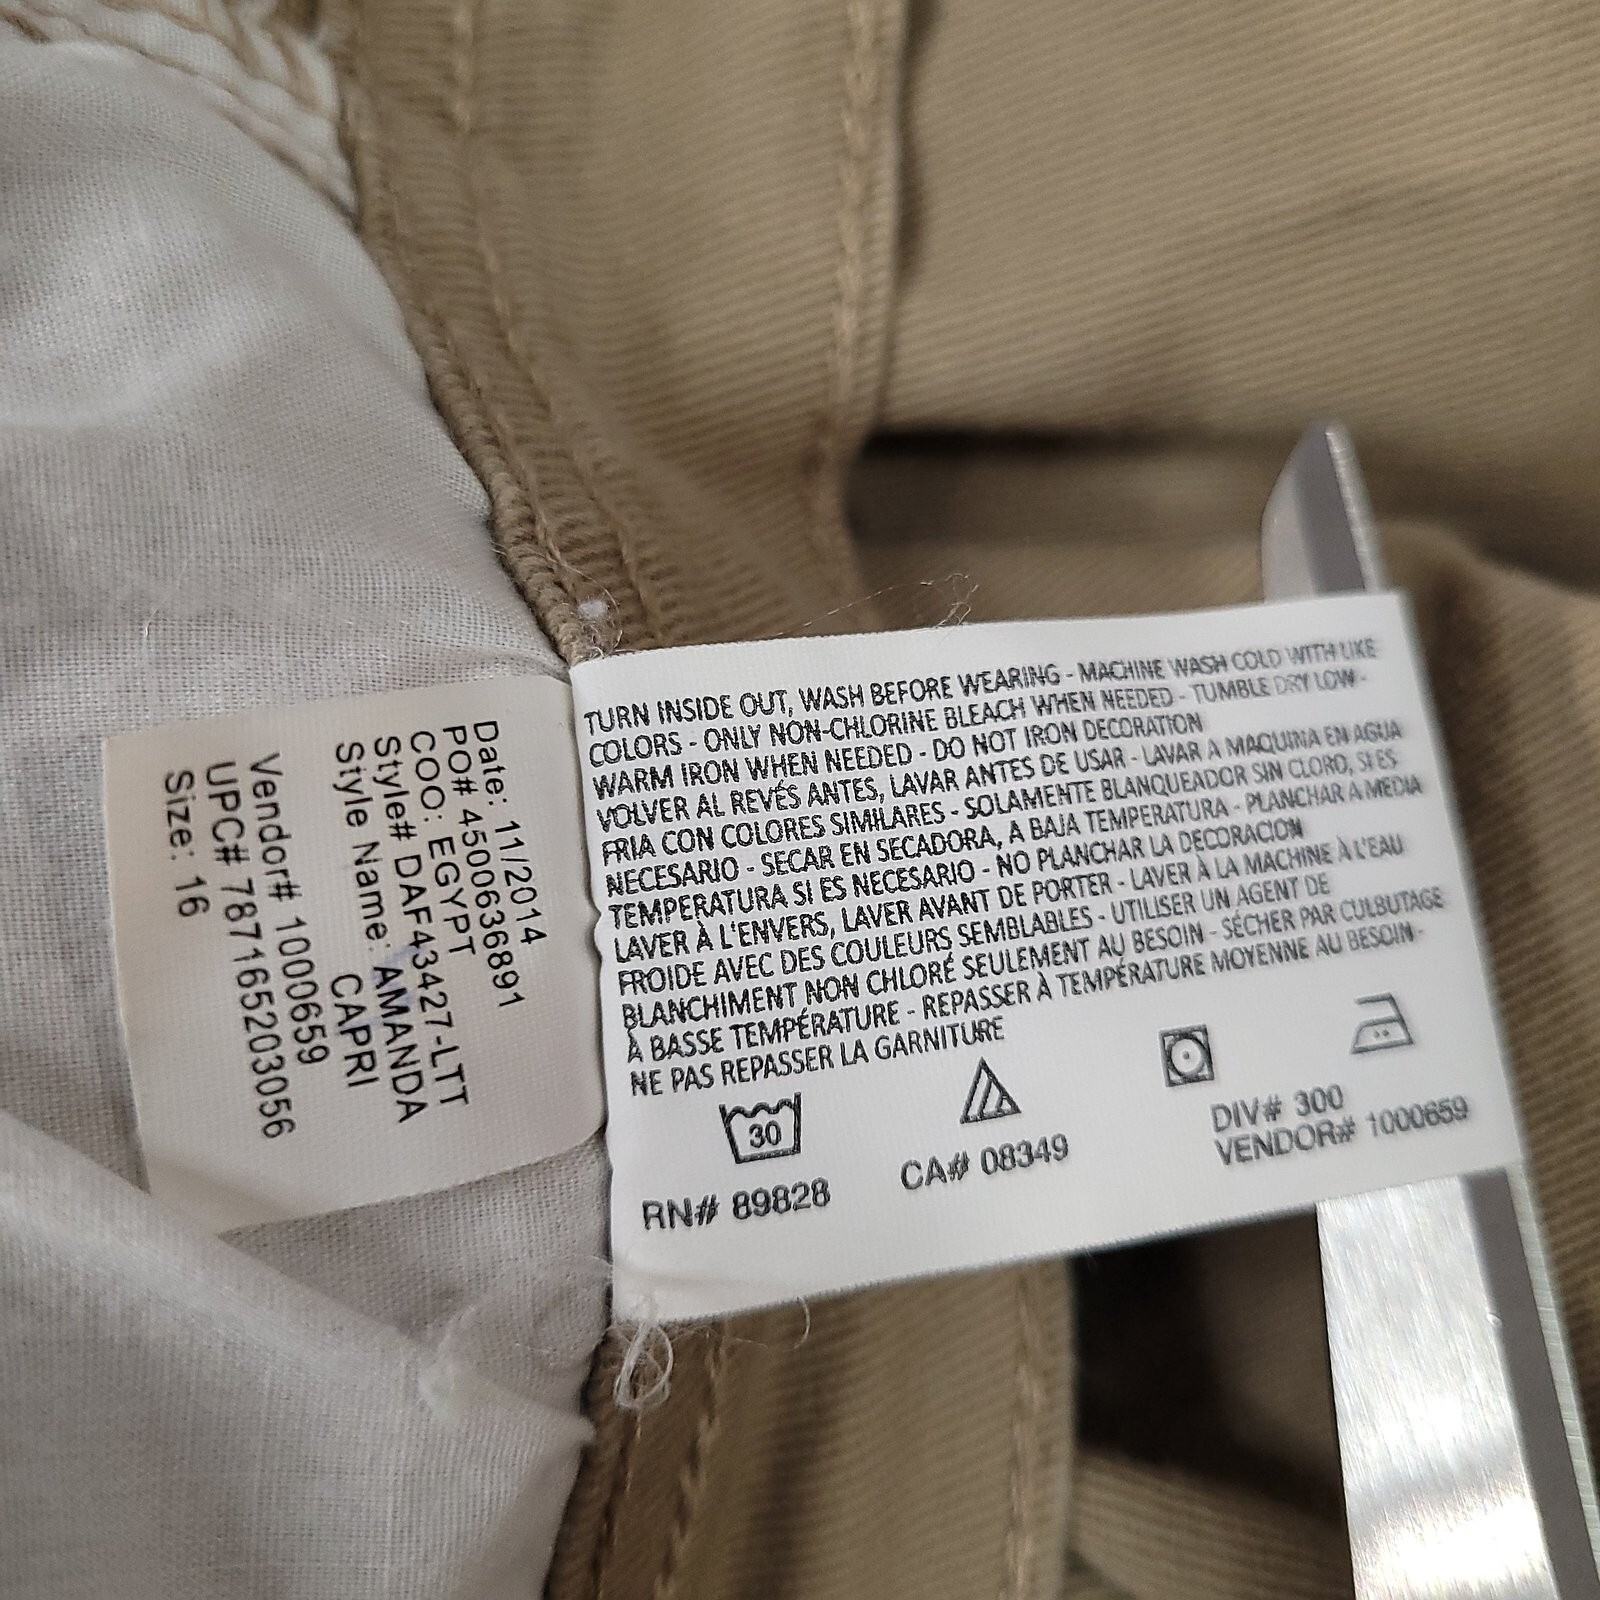 Date: 11/2014
PO# 4500636891
COO: EGYPT
Style# DAF43427-LTT
Style Name: AMANDA
CAPRI
Vendor# 1000659
UPC# 787165203056
Size: 16
TURN INSIDE OUT, WASH BEFORE WEARING - MACHINE WASH COLD WITH LIKE
COLORS - ONLY NON-CHLORINE BLEACH WHEN NEEDED - TUMBLE DRY LOW -
WARM IRON WHEN NEEDED - DO NOT IRON DECORATION
VOLVER AL REVÉS ANTES, LAVAR ANTES DE USAR - LAVAR A MAQUINA EN AGUA
FRIA CON COLORES SIMILARES - SOLAMENTE BLANQUEADOR SIN CLORO, SI ES
NECESARIO - SECAR EN SECADORA, A BAJA TEMPERATURA - PLANCHAR A MEDIA
TEMPERATURA SI ES NECESARIO - NO PLANCHAR LA DECORACION
LAVER À L'ENVERS, LAVER AVANT DE PORTER - LAVER À LA MACHINE À L'EAU
FROIDE AVEC DES COULEURS SEMBLABLES - UTILISER UN AGENT DE
BLANCHIMENT NON CHLORÉ SEULEMENT AU BESOIN - SÉCHER PAR CULBUTAGE
À BASSE TEMPÉRATURE - REPASSER À TEMPÉRATURE MOYENNE AU BESOIN -
NE PAS REPASSER LA GARNITURE
30
RN# 89828
CA# 08349
DIV# 300
VENDOR# 1000659